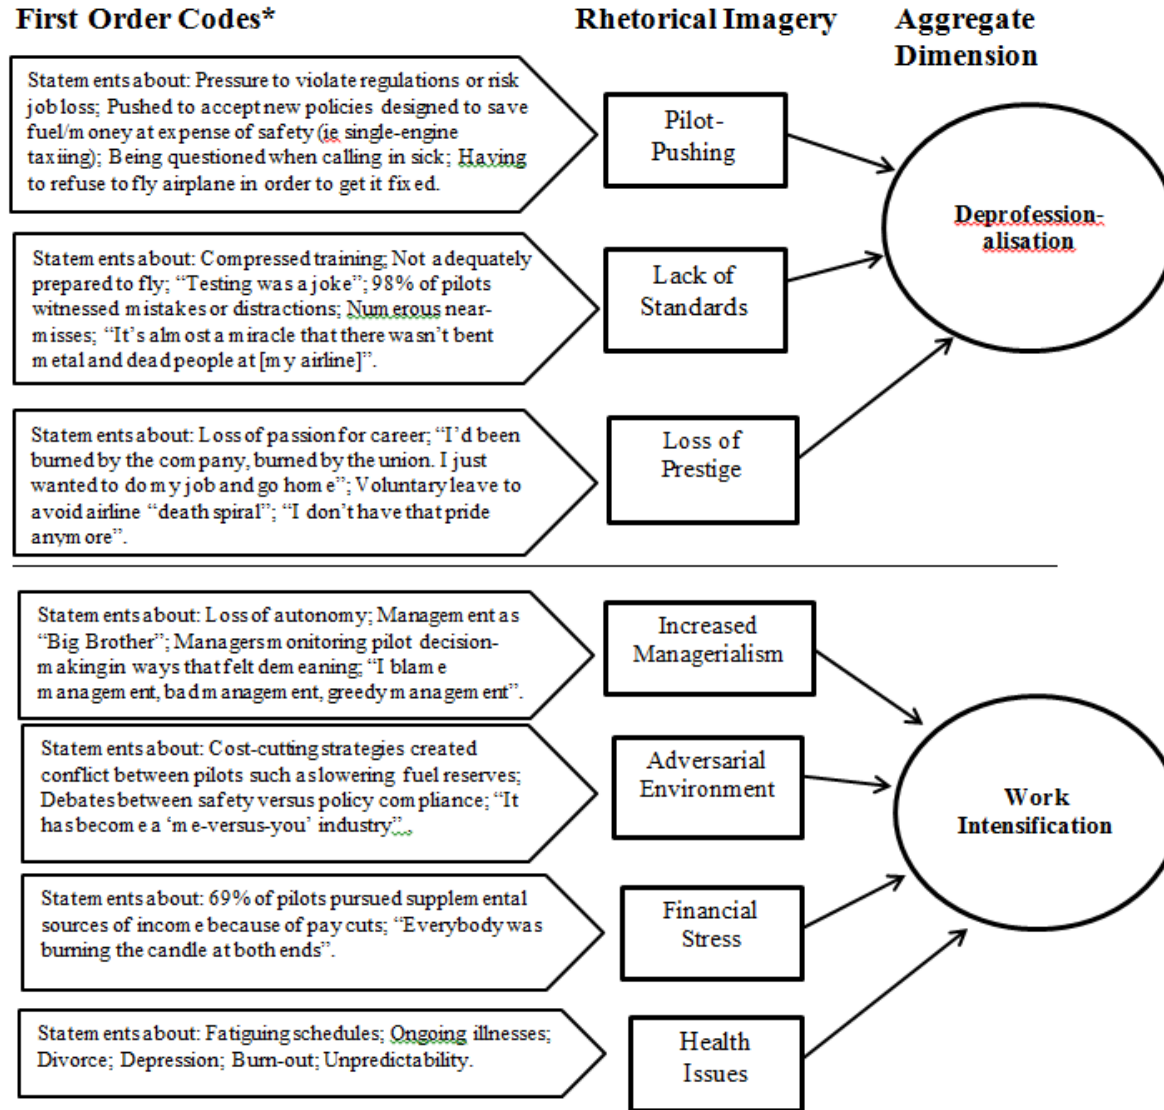 First Order Codes*
Rhetorical Imagery
Aggregate
Dimension
Statements about: Pressure to violate regulations or risk
job loss; Pushed to accept new policies designed to save
fuel/money at expense of safety (ie single-engine
taxiing); Being questioned when calling in sick; Having
to refuse to fly airplane in order to get it fixed.
Pilot-
Pushing
Deprofession-
alisation
Statements about: Compressed training; Not adequately
prepared to fly; “Testing was a joke”; 98% of pilots
witnessed mistakes or distractions; Numerous near-
misses; “It’s almost a miracle that there wasn’t bent
metal and dead people at [my airline]”.
Lack of
Standards
Statements about: Loss of passion for career; “I’d been
burned by the company, burned by the union. I just
wanted to do my job and go home”; Voluntary leave to
avoid airline “death spiral”; “I don’t have that pride
anymore”.
Loss of
Prestige
Statements about: Loss of autonomy; Management as
“Big Brother”; Managers monitoring pilot decision-
making in ways that felt demeaning; “I blame
management, bad management, greedy management”.
Increased
Managerialism
Statements about: Cost-cutting strategies created
conflict between pilots such as lowering fuel reserves;
Debates between safety versus policy compliance; “It
has become a ‘me-versus-you’ industry” ,
Adversarial
Environment
Work
Intensification
Statements about: 69% of pilots pursued supplemental
sources of income because of pay cuts; “Everybody was
burning the candle at both ends”.
Financial
Stress
Statements about: Fatiguing schedules; Ongoing illnesses;
Divorce; Depression; Burn-out; Unpredictability.
Health
Issues